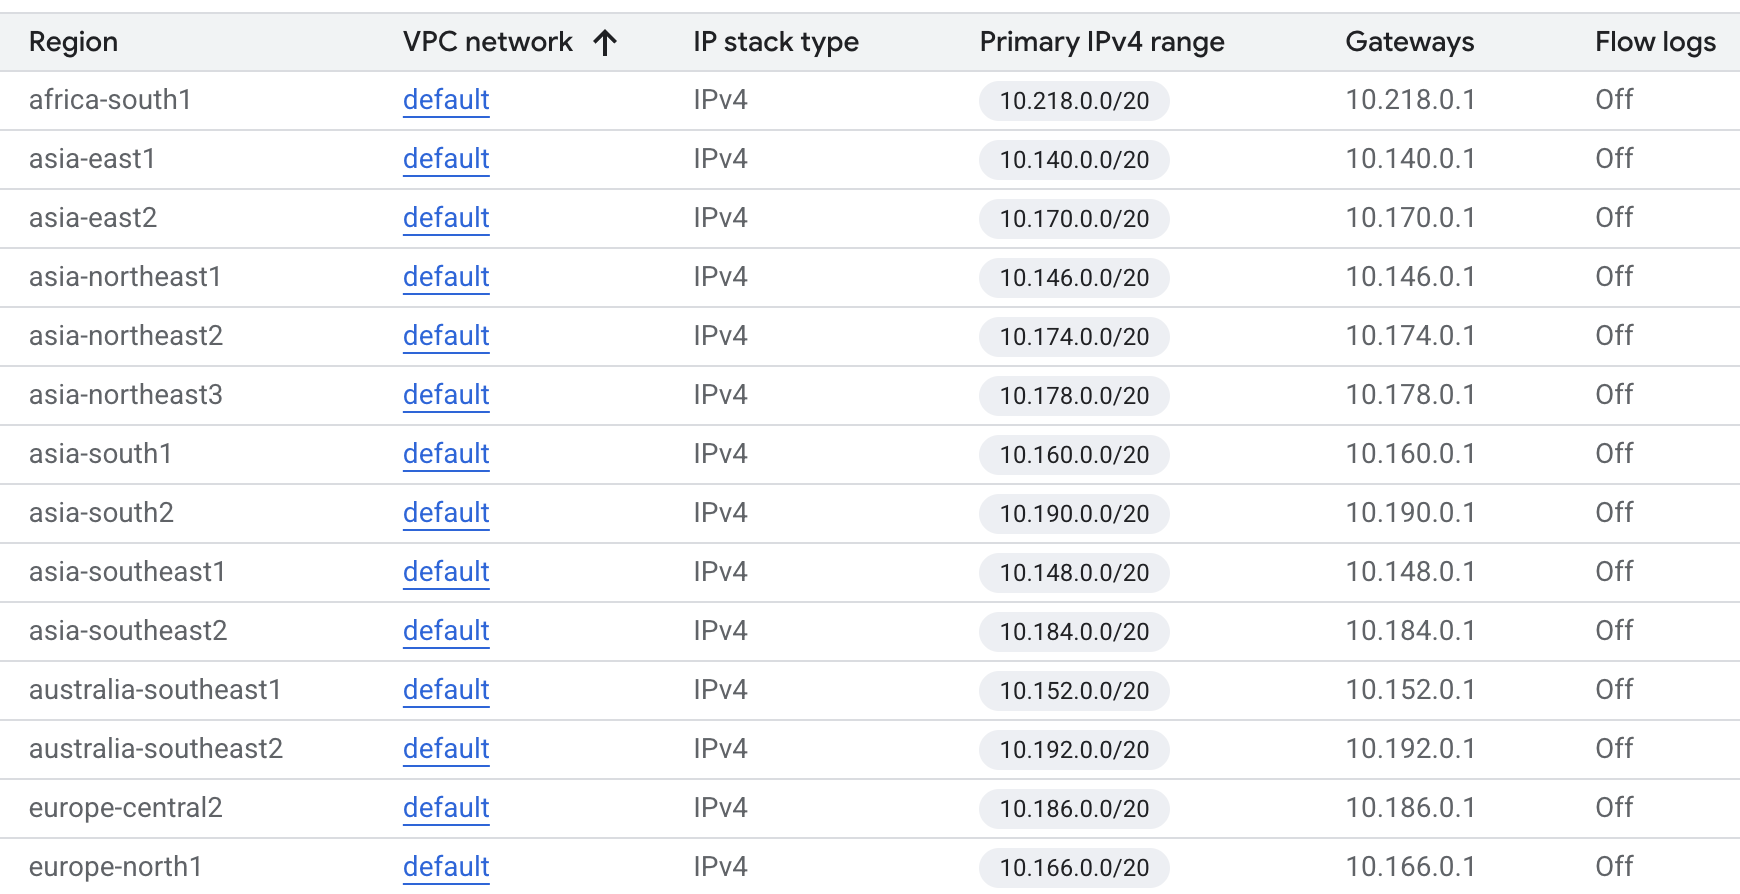 Region VPC network IP stack type Primary IPv4 range Gateways Flow logs
africa-south1 default IPv4 10.218.0.0/20 10.218.0.1 Off
asia-east1 default IPv4 10.140.0.0/20 10.140.0.1 Off
asia-east2 default IPv4 10.170.0.0/20 10.170.0.1 Off
asia-northeast1 default IPv4 10.146.0.0/20 10.146.0.1 Off
asia-northeast2 default IPv4 10.174.0.0/20 10.174.0.1 Off
asia-northeast3 default IPv4 10.178.0.0/20 10.178.0.1 Off
asia-south1 default IPv4 10.160.0.0/20 10.160.0.1 Off
asia-south2 default IPv4 10.190.0.0/20 10.190.0.1 Off
asia-southeast1 default IPv4 10.148.0.0/20 10.148.0.1 Off
asia-southeast2 default IPv4 10.184.0.0/20 10.184.0.1 Off
australia-southeast1 default IPv4 10.152.0.0/20 10.152.0.1 Off
australia-southeast2 default IPv4 10.192.0.0/20 10.192.0.1 Off
europe-central2 default IPv4 10.186.0.0/20 10.186.0.1 Off
europe-north1 default IPv4 10.166.0.0/20 10.166.0.1 Off